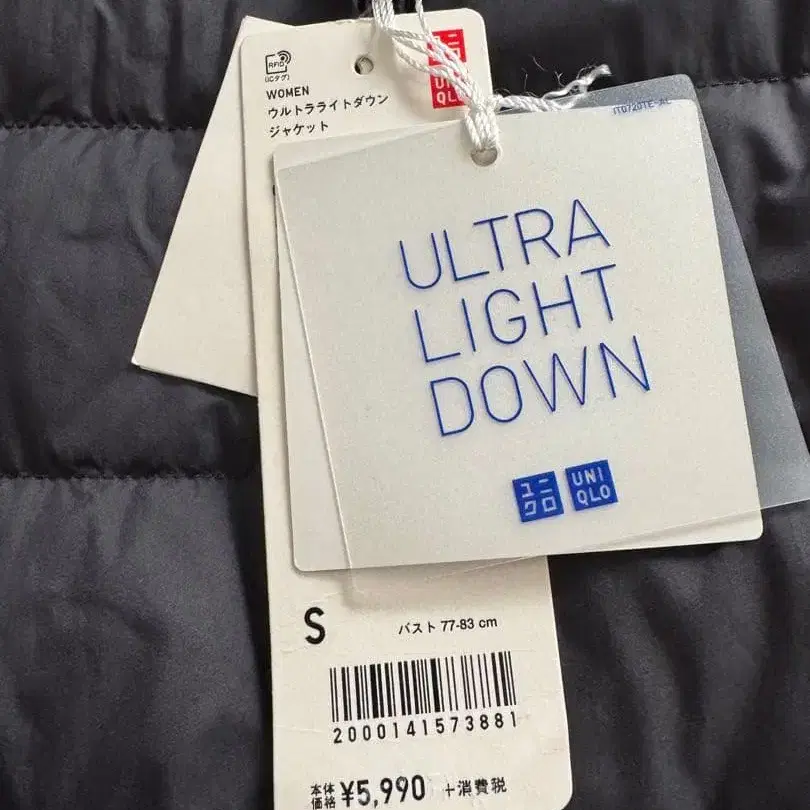 RFID
(ICタグ)
WOMEN
ウルトラライトダウン
ジャケット
ユニ
クロ
UNI
QLO
ULTRA
LIGHT
DOWN
ユニ
クロ
UNI
QLO
S
バスト 77-83 cm
2000141573881
本体
価格 ¥5,990 +消費税